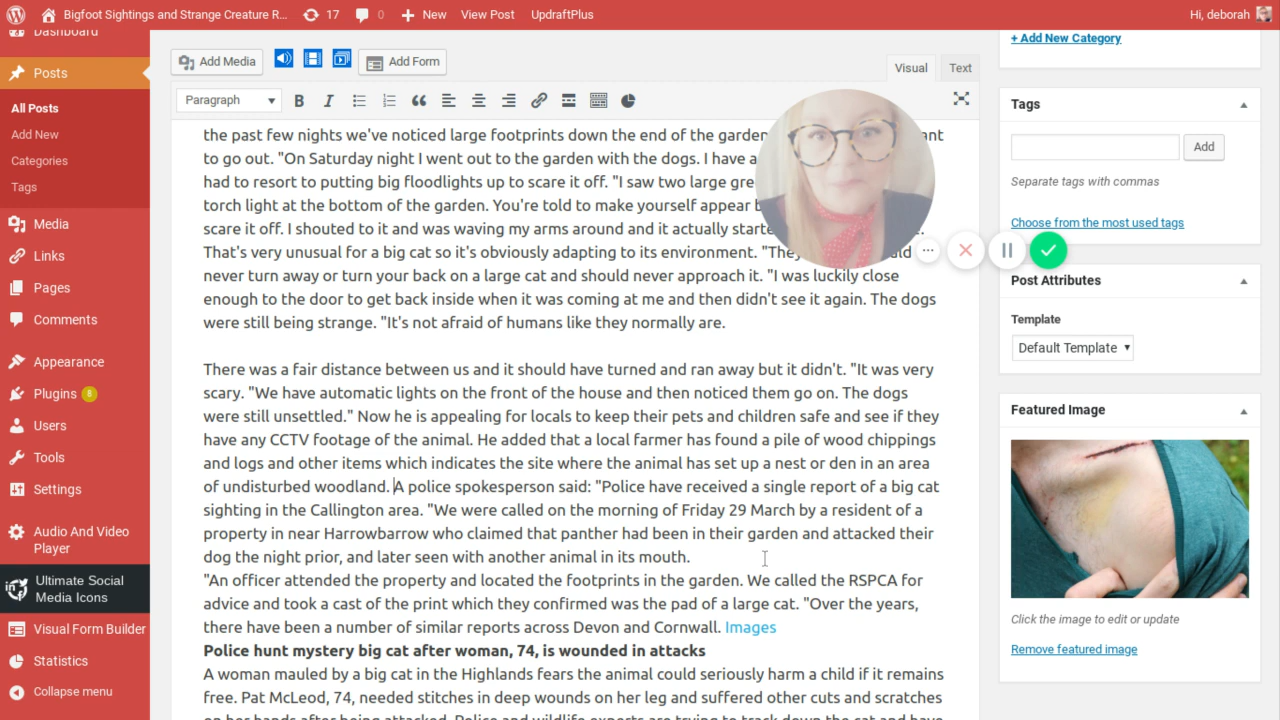 Bigfoot Sightings and Strange Creature R... 17 0 New View Post UpdraftPlus Hi, deborah
Dashboard
Posts
All Posts
Add New
Categories
Tags
Media
Links
Pages
Comments
Appearance
Plugins 8
Users
Tools
Settings
Audio And Video
Player
Ultimate Social
Media Icons
Visual Form Builder
Statistics
Collapse menu
Add Media Add Form
Visual Text
Paragraph
the past few nights we've noticed large footprints down the end of the garden
to go out. "On Saturday night I went out to the garden with the dogs. I have a
had to resort to putting big floodlights up to scare it off. "I saw two large
torch light at the bottom of the garden. You're told to make yourself appear
scare it off. I shouted to it and was waving my arms around and it actually
That's very unusual for a big cat so it's obviously adapting to its environment.
never turn away or turn your back on a large cat and should never approach it. "I was luckily close
enough to the door to get back inside when it was coming at me and then didn't see it again. The dogs
were still being strange. "It's not afraid of humans like they normally are.
There was a fair distance between us and it should have turned and ran away but it didn't. "It was very
scary. "We have automatic lights on the front of the house and then noticed them go on. The dogs
were still unsettled." Now he is appealing for locals to keep their pets and children safe and see if they
have any CCTV footage of the animal. He added that a local farmer has found a pile of wood chippings
and logs and other items which indicates the site where the animal has set up a nest or den in an area
of undisturbed woodland. A police spokesperson said: "Police have received a single report of a big cat
sighting in the Callington area. "We were called on the morning of Friday 29 March by a resident of a
property in near Harrowbarrow who claimed that panther had been in their garden and attacked their
dog the night prior, and later seen with another animal in its mouth.
"An officer attended the property and located the footprints in the garden. We called the RSPCA for
advice and took a cast of the print which they confirmed was the pad of a large cat. "Over the years,
there have been a number of similar reports across Devon and Cornwall. Images
Police hunt mystery big cat after woman, 74, is wounded in attacks
A woman mauled by a big cat in the Highlands fears the animal could seriously harm a child if it remains
free. Pat McLeod, 74, needed stitches in deep wounds on her leg and suffered other cuts and scratches
on her hands after being attacked. Police and wildlife experts are trying to track down the cat and have
+ Add New Category
Tags
Add
Separate tags with commas
Choose from the most used tags
Post Attributes
Template
Default Template
Featured Image
Click the image to edit or update
Remove featured image